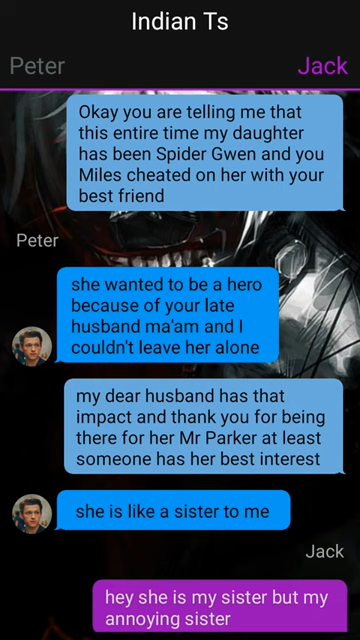 Indian Ts
Peter
Jack
Okay you are telling me that
this entire time my daughter
has been Spider Gwen and you
Miles cheated on her with your
best friend
Peter
she wanted to be a hero
because of your late
husband ma'am and I
couldn't leave her alone
my dear husband has that
impact and thank you for being
there for her Mr Parker at least
someone has her best interest
she is like a sister to me
Jack
hey she is my sister but my
annoying sister